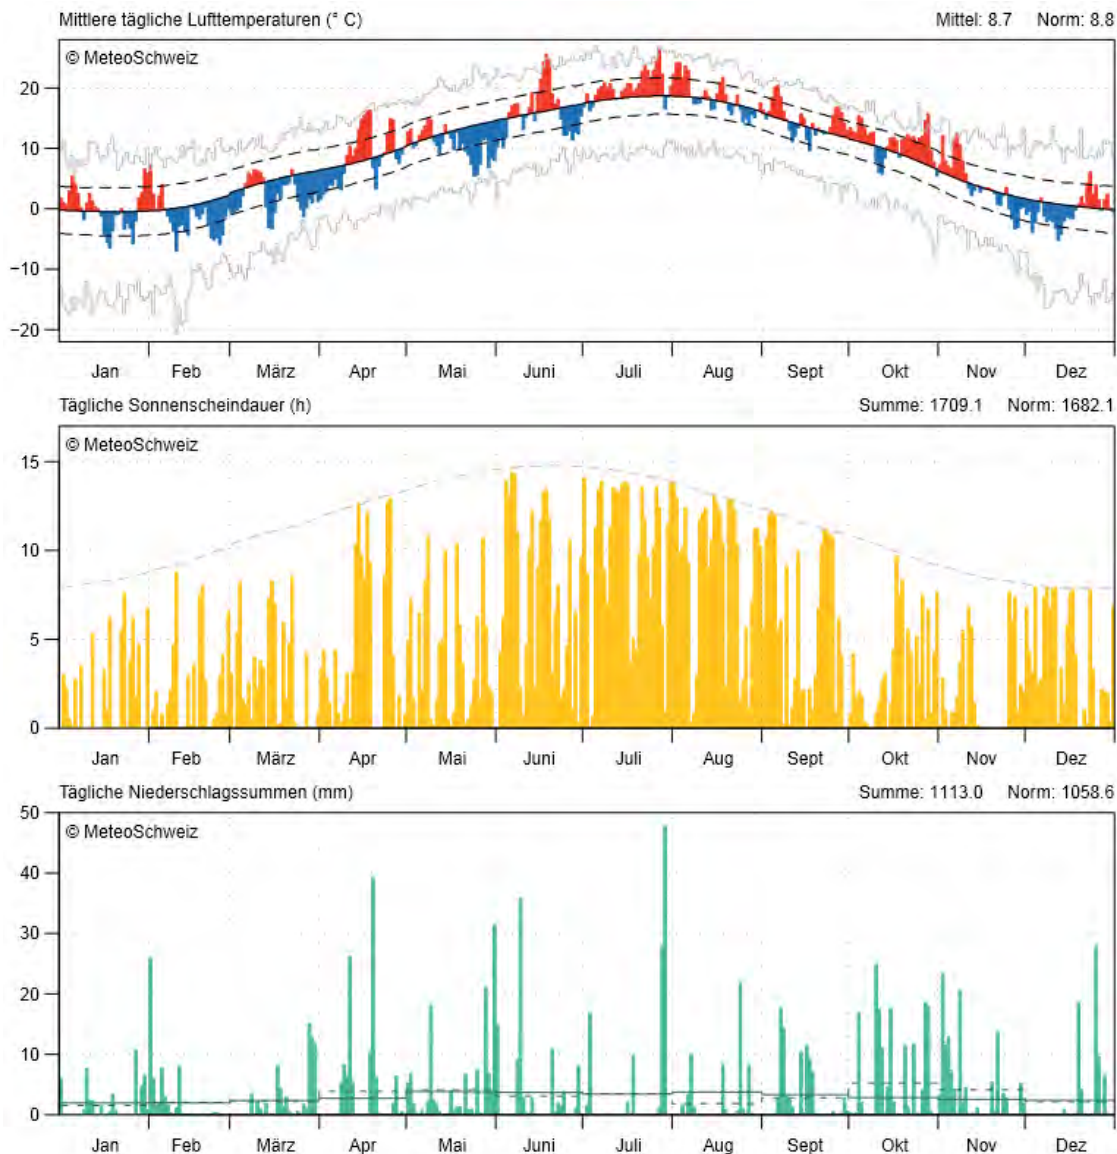 Mittlere tägliche Lufttemperaturen (° C) Mittel: 8.7 Norm: 8.8
© MeteoSchweiz
20
10
0
−10
−20
Jan Feb März Apr Mai Juni Juli Aug Sept Okt Nov Dez
Tägliche Sonnenscheindauer (h) Summe: 1709.1 Norm: 1682.1
© MeteoSchweiz
15
10
5
0
Jan Feb März Apr Mai Juni Juli Aug Sept Okt Nov Dez
Tägliche Niederschlagssummen (mm) Summe: 1113.0 Norm: 1058.6
50
© MeteoSchweiz
40
30
20
10
0
Jan Feb März Apr Mai Juni Juli Aug Sept Okt Nov Dez